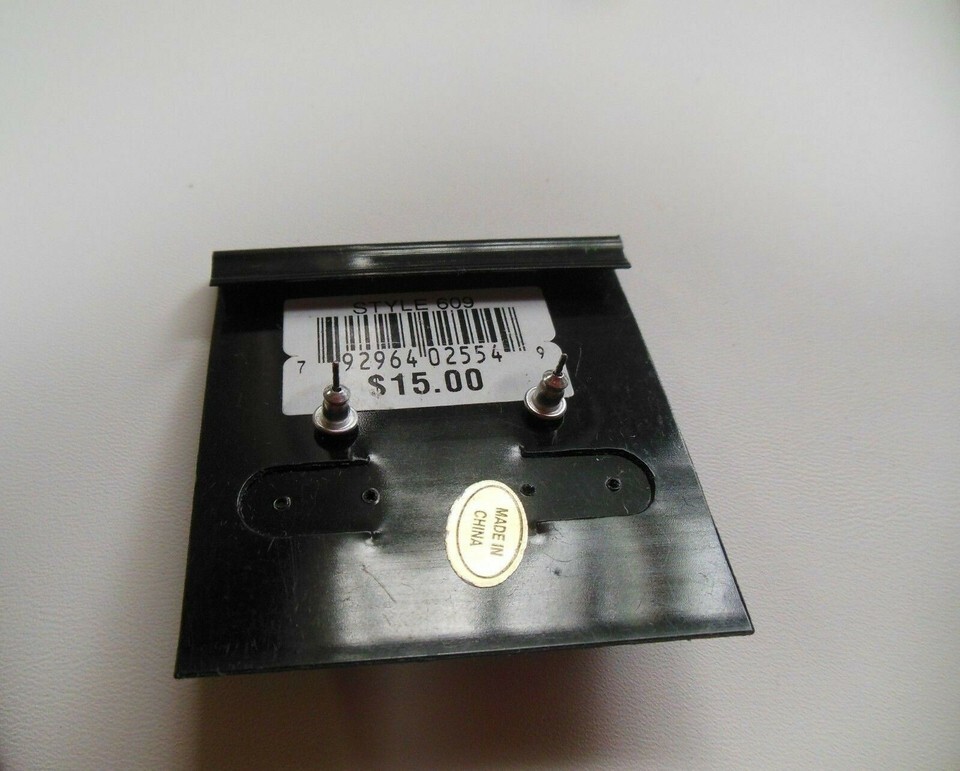 STYLE 609
7 92964 02554 9
$15.00
MADE IN
CHINA